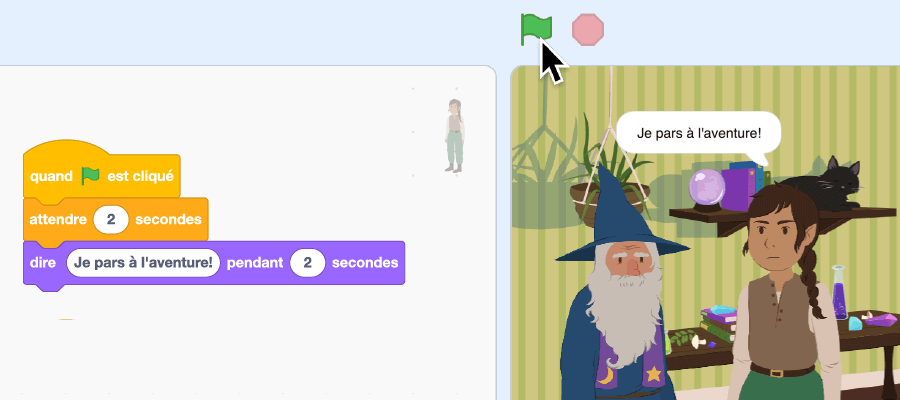 Je pars à l'aventure!
quand est cliqué
attendre 2 secondes
dire Je pars à l'aventure! pendant 2 secondes